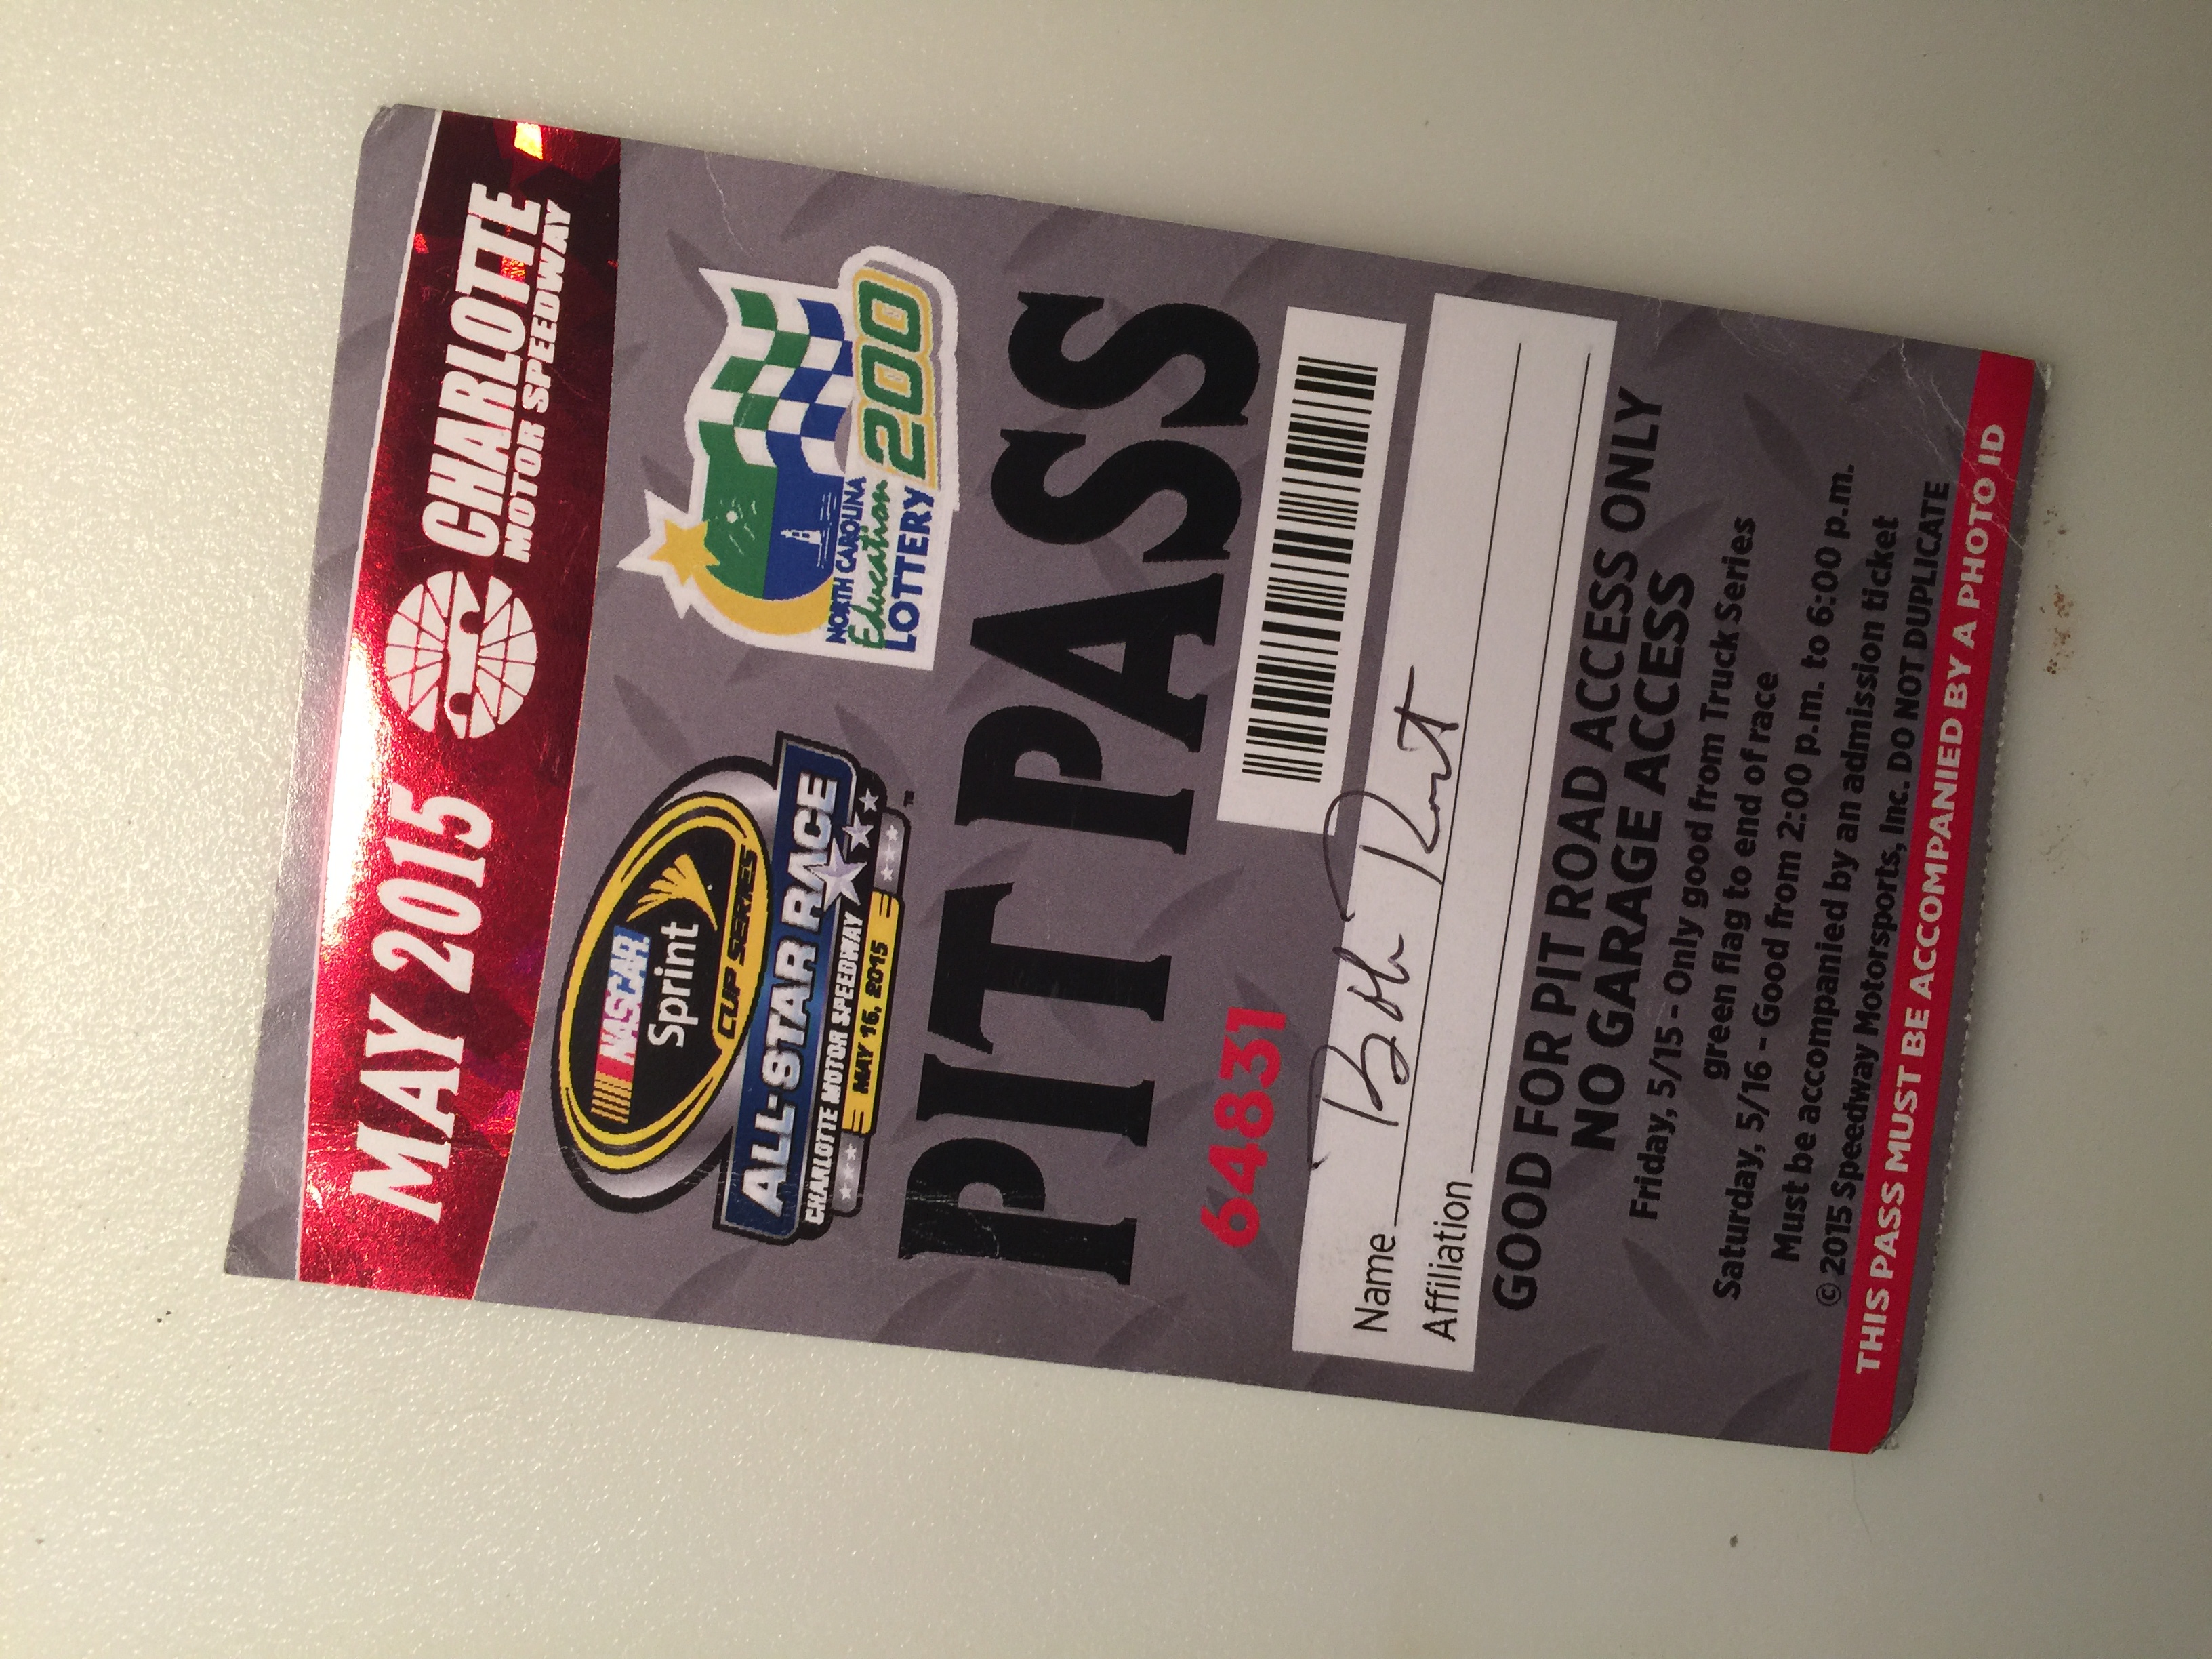 MAY 2015 CHARLOTTE
MOTOR SPEEDWAY
NASCAR
Sprint
CUP SERIES
ALL-STAR RACE
CHARLOTTE MOTOR SPEEDWAY
MAY 16, 2015
™
NORTH CAROLINA
Education
LOTTERY 200
PIT PASS
64831
Name Bob
Affiliation
GOOD FOR PIT ROAD ACCESS ONLY
NO GARAGE ACCESS
Friday, 5/15 - Only good from Truck Series
green flag to end of race
Saturday, 5/16 - Good from 2:00 p.m. to 6:00 p.m.
Must be accompanied by an admission ticket
© 2015 Speedway Motorsports, Inc. DO NOT DUPLICATE
THIS PASS MUST BE ACCOMPANIED BY A PHOTO ID